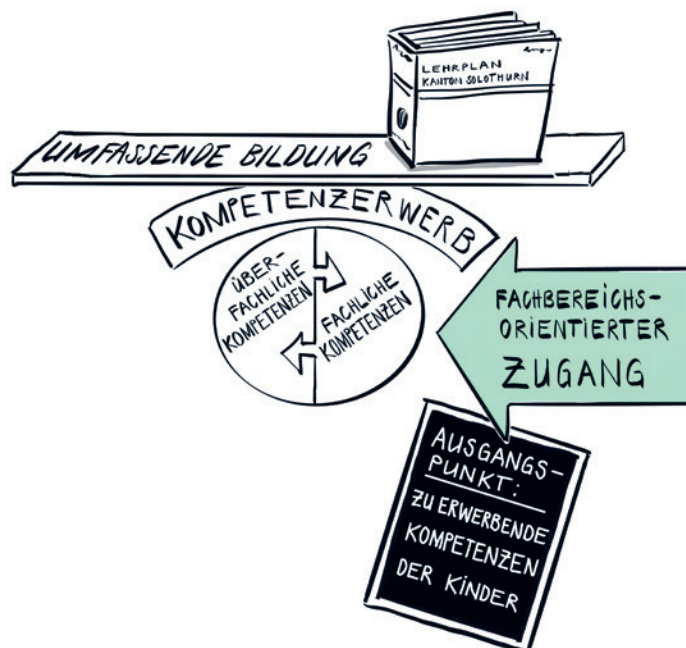 LEHRPLAN
KANTON SOLOTHURN
UMFASSENDE BILDUNG
KOMPETENZERWERB
ÜBER-
FACHLICHE
KOMPETENZEN
FACHLICHE
KOMPETENZEN
FACHBEREICHS-
ORIENTIERTER
ZUGANG
AUSGANGS-
PUNKT:
ZU ERWERBENDE
KOMPETENZEN
DER KINDER